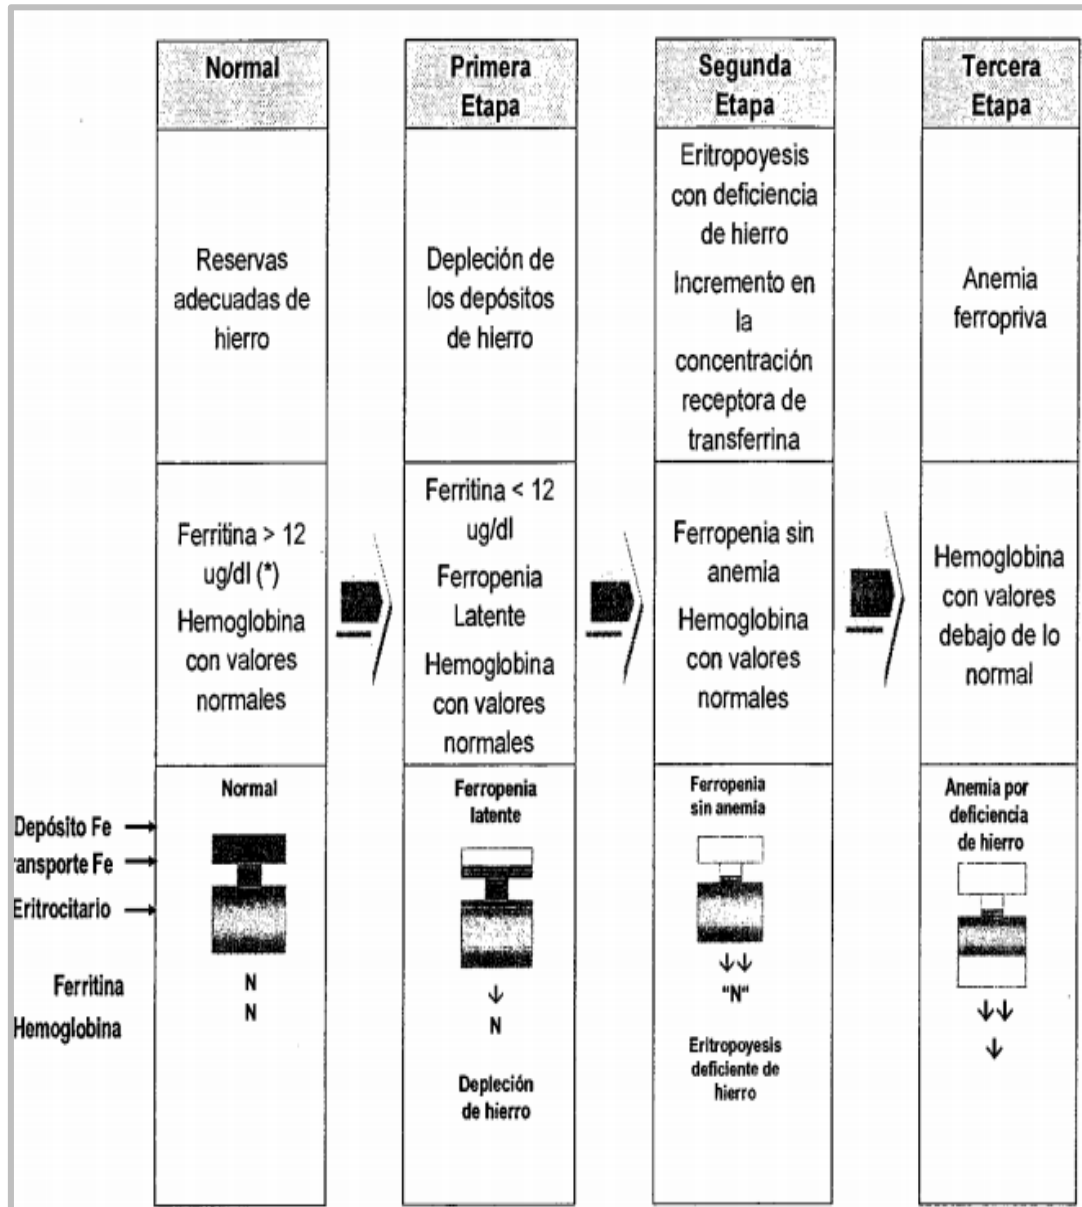 Normal
Reservas
adecuadas de
hierro
Ferritina > 12
ug/dl (*)
Hemoglobina
con valores
normales
Normal
N
N
Primera
Etapa
Depleción de
los depósitos
de hierro
Ferritina < 12
ug/dl
Ferropenia
Latente
Hemoglobina
con valores
normales
Ferropenia
latente
↓
N
Depleción
de hierro
Segunda
Etapa
Eritropoyesis
con deficiencia
de hierro
Incremento en
la
concentración
receptora de
transferrina
Ferropenia sin
anemia
Hemoglobina
con valores
normales
Ferropenia
sin anemia
↓↓
"N"
Eritropoyesis
deficiente de
hierro
Tercera
Etapa
Anemia
ferropriva
Hemoglobina
con valores
debajo de lo
normal
Anemia por
deficiencia
de hierro
↓↓
↓
Depósito Fe
ransporte Fe
Eritrocitario
Ferritina
Hemoglobina